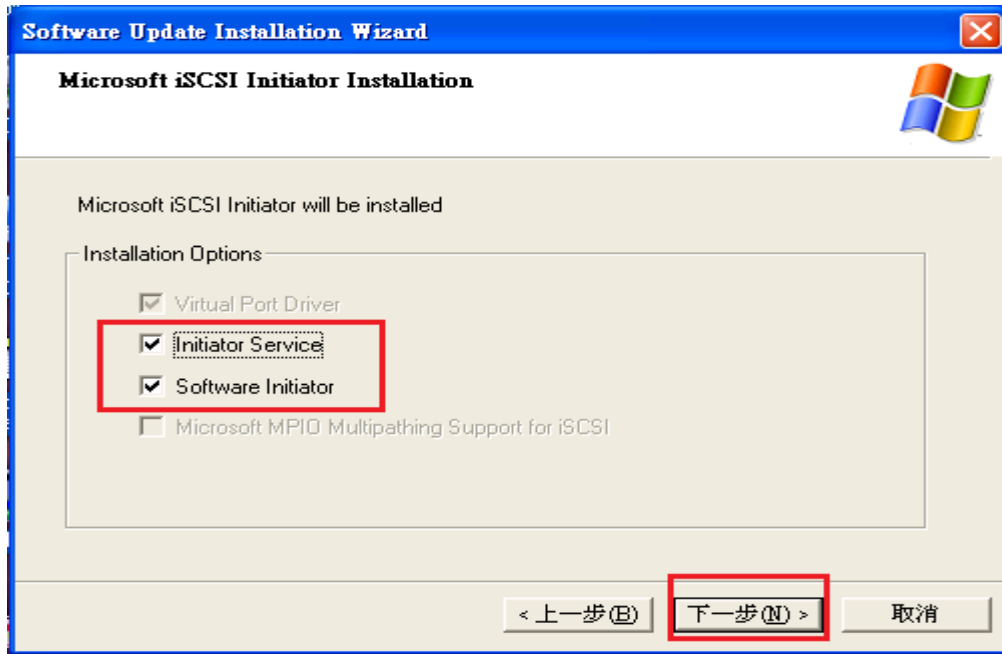 Software Update Installation Wizard
Microsoft iSCSI Initiator Installation
Microsoft iSCSI Initiator will be installed
Installation Options
Virtual Port Driver
Initiator Service
Software Initiator
Microsoft MPIO Multipathing Support for iSCSI
< 上一步(B) 下一步(N) > 取消